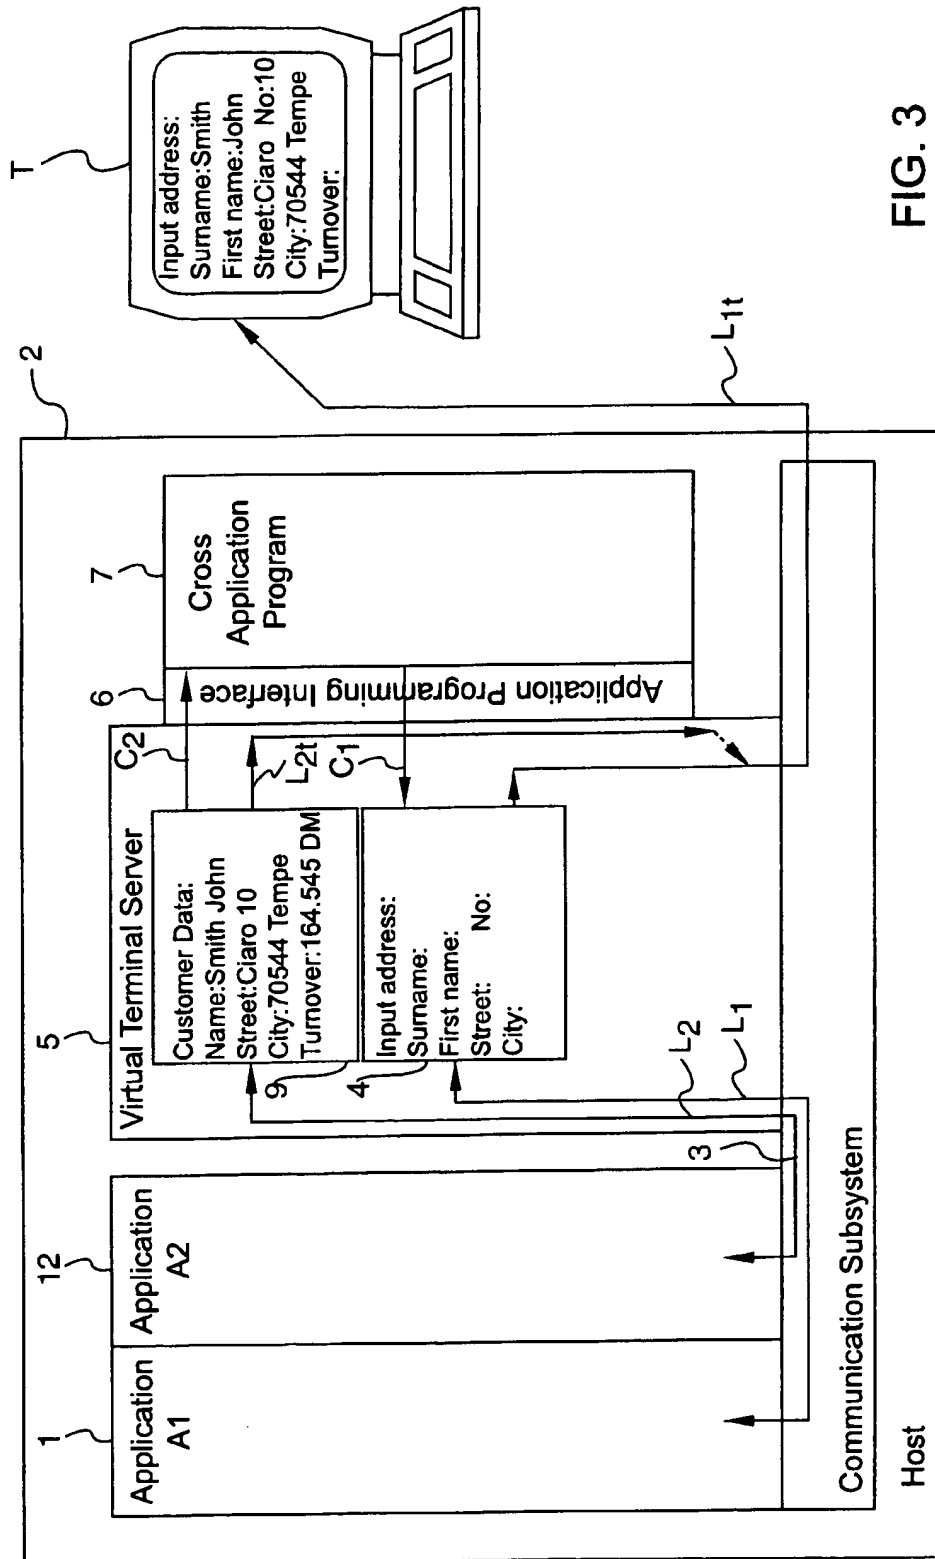 T
Input address:
Surname:Smith
First name:John
Street:Ciaro No:10
City:70544 Tempe
Turnover:
FIG. 3
2
L1t
7
Cross
Application
Program
6
Application Programming Interface
C2
L2t
C1
5
Virtual Terminal Server
Customer Data:
Name:Smith John
Street:Ciaro 10
City:70544 Tempe
Turnover:164.545 DM
9
4
Input address:
Surname:
First name:
Street: No:
City:
L2
L1
3
12
Application
A2
1
Application
A1
Communication Subsystem
Host